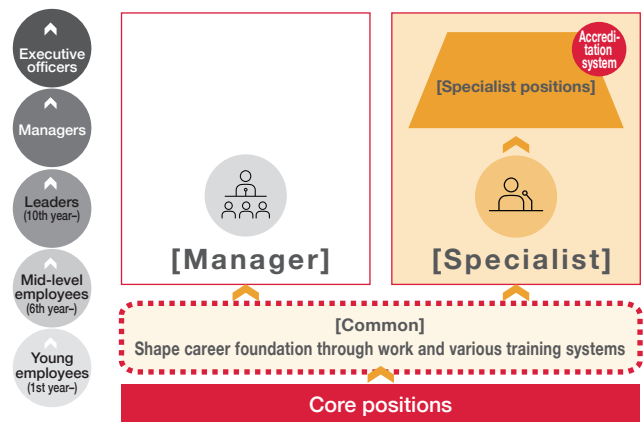 Executive
officers
Managers
Leaders
(10th year–)
Mid-level
employees
(6th year–)
Young
employees
(1st year–)
[Manager]
Accredi-
tation
system
[Specialist positions]
[Specialist]
[Common]
Shape career foundation through work and various training systems
Core positions